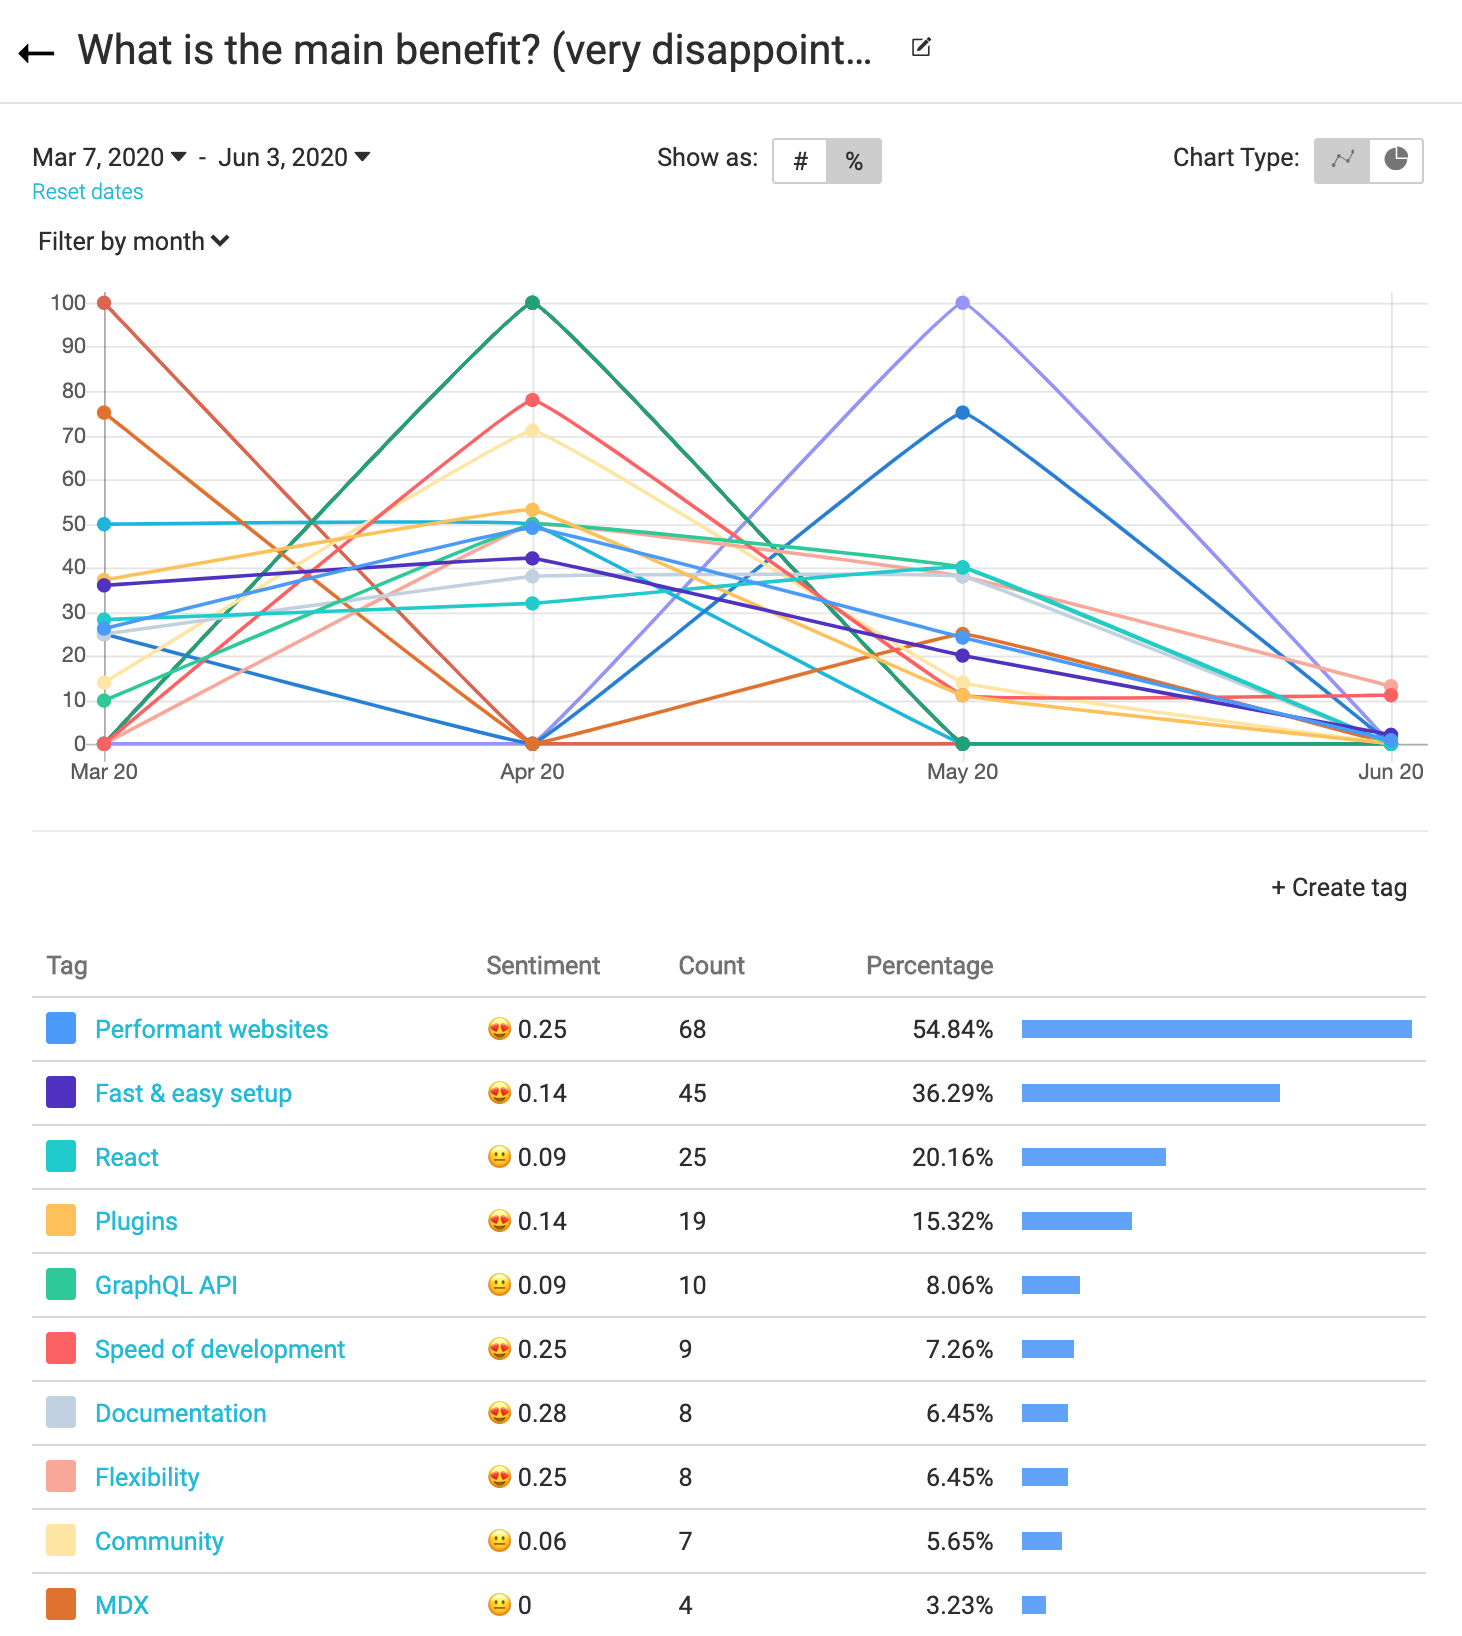 What is the main benefit? (very disappoint...
Mar 7, 2020 - Jun 3, 2020
Show as: # %
Chart Type:
Reset dates
Filter by month
100
90
80
70
60
50
40
30
20
10
0
Mar 20 Apr 20 May 20 Jun 20
+ Create tag
Tag Sentiment Count Percentage
Performant websites 0.25 68 54.84%
Fast & easy setup 0.14 45 36.29%
React 0.09 25 20.16%
Plugins 0.14 19 15.32%
GraphQL API 0.09 10 8.06%
Speed of development 0.25 9 7.26%
Documentation 0.28 8 6.45%
Flexibility 0.25 8 6.45%
Community 0.06 7 5.65%
MDX 0 4 3.23%